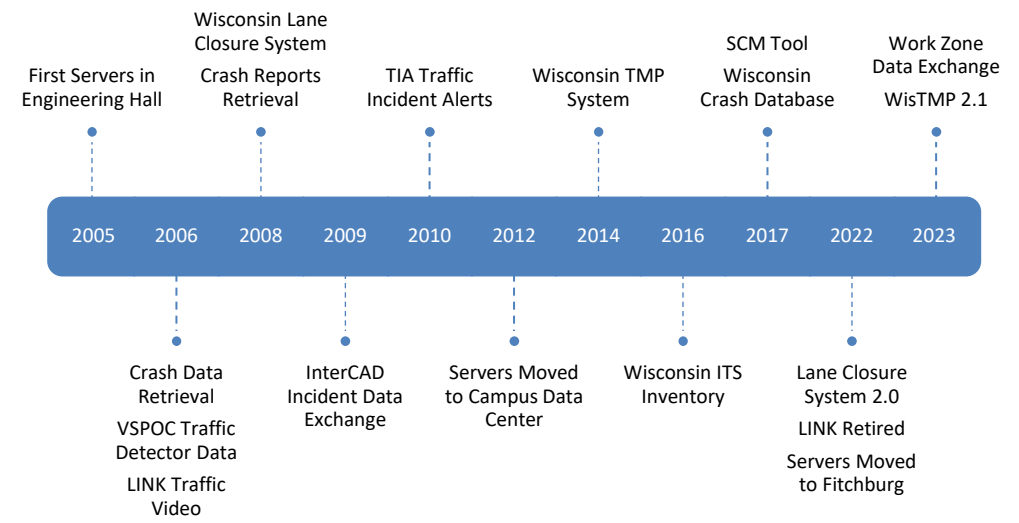 Wisconsin Lane
Closure System
SCM Tool
Work Zone
Data Exchange
First Servers in
Engineering Hall
Crash Reports
Retrieval
TIA Traffic
Incident Alerts
Wisconsin TMP
System
Wisconsin
Crash Database
WisTMP 2.1
2005 2006 2008 2009 2010 2012 2014 2016 2017 2022 2023
Crash Data
Retrieval
VSPOC Traffic
Detector Data
LINK Traffic
Video
InterCAD
Incident Data
Exchange
Servers Moved
to Campus Data
Center
Wisconsin ITS
Inventory
Lane Closure
System 2.0
LINK Retired
Servers Moved
to Fitchburg